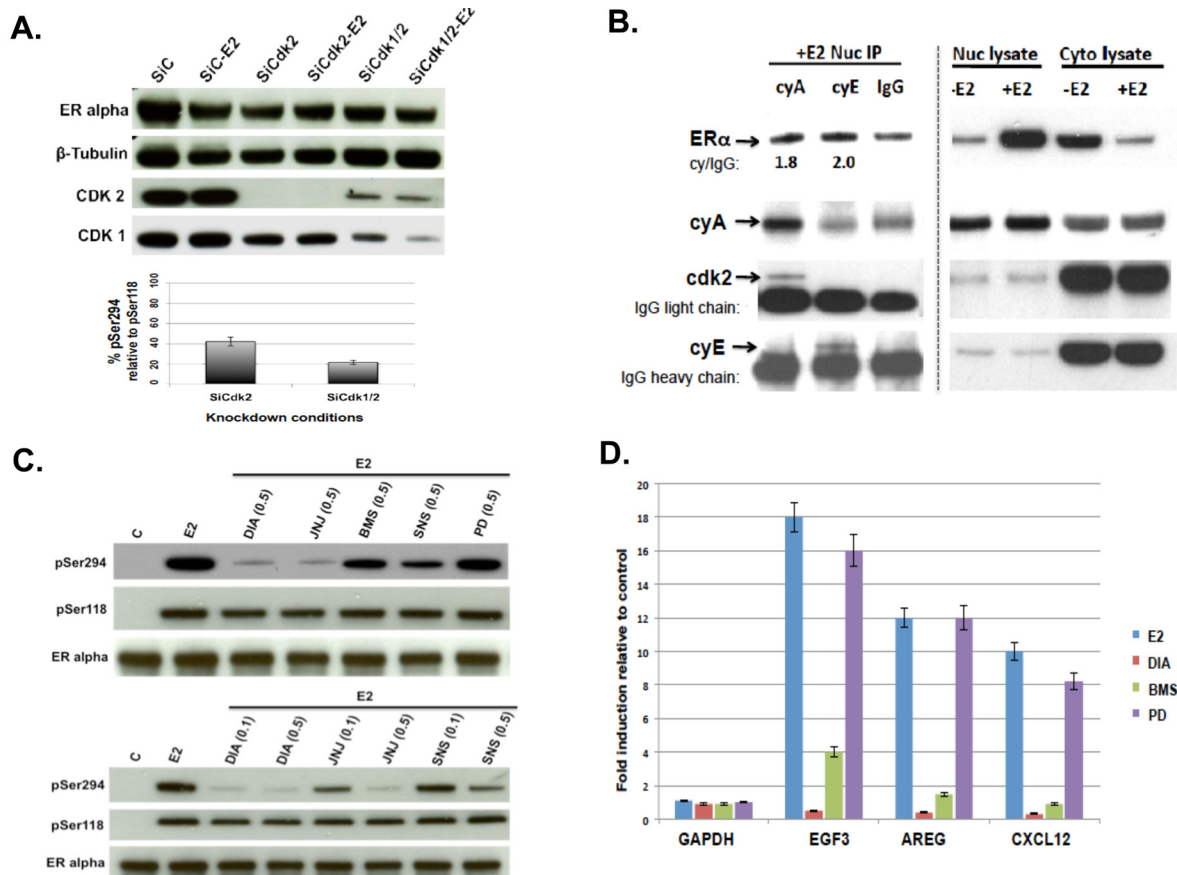 A.
SiC
SiC-E2
SiCdk2
SiCdk2-E2
SiCdk1/2
SiCdk1/2-E2
ER alpha
β-Tubulin
CDK 2
CDK 1
% pSer294
relative to pSer118
100
80
60
40
20
0
SiCdk2
SiCdk1/2
Knockdown conditions
B.
+E2 Nuc IP
Nuc lysate
Cyto lysate
cyA
cyE
IgG
-E2
+E2
-E2
+E2
ERα
cy/IgG:
1.8
2.0
cyA
cdk2
IgG light chain:
cyE
IgG heavy chain:
C.
E2
C
E2
DIA (0.5)
JNJ (0.5)
BMS (0.5)
SNS (0.5)
PD (0.5)
pSer294
pSer118
ER alpha
E2
C
E2
DIA (0.1)
DIA (0.5)
JNJ (0.1)
JNJ (0.5)
SNS (0.1)
SNS (0.5)
pSer294
pSer118
ER alpha
D.
Fold induction relative to control
20
18
16
14
12
10
8
6
4
2
0
GAPDH
EGF3
AREG
CXCL12
E2
DIA
BMS
PD